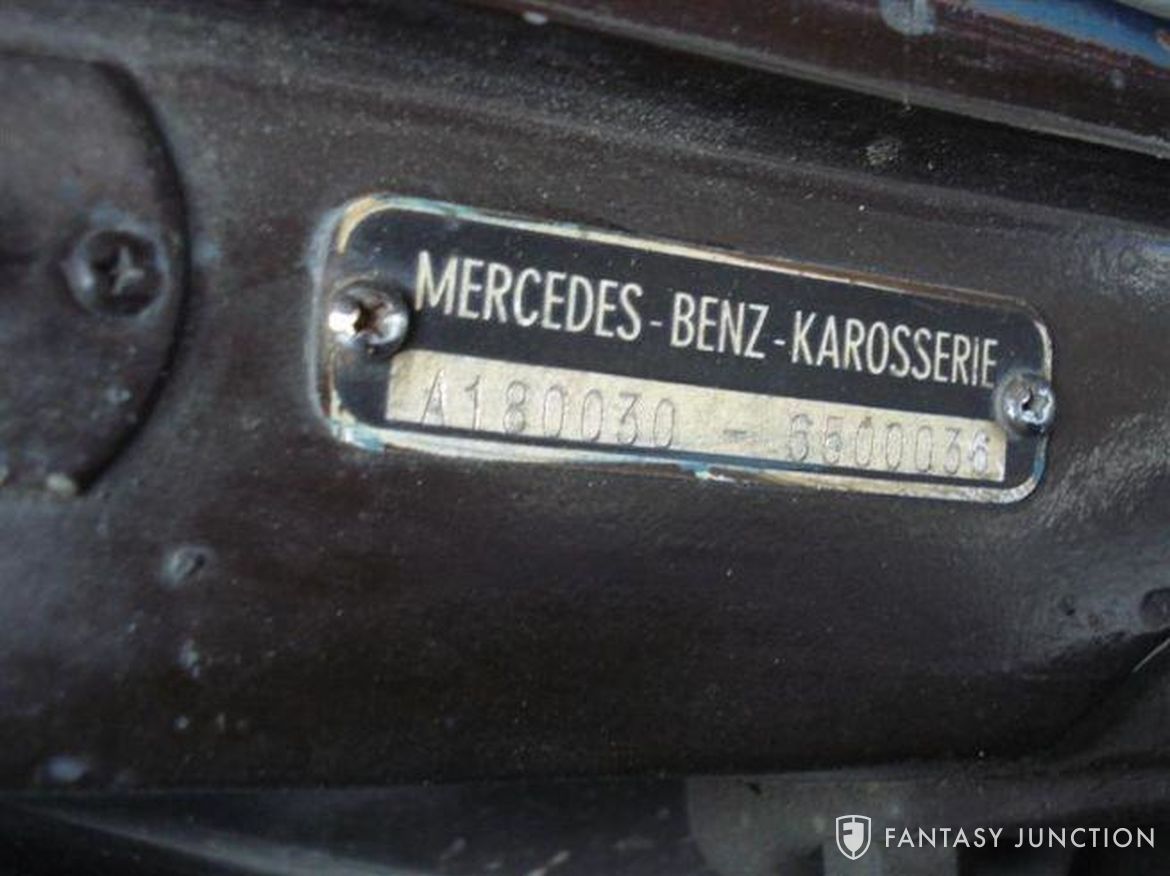 MERCEDES-BENZ-KAROSSERIE
A180030 - 6500036
FANTASY JUNCTION